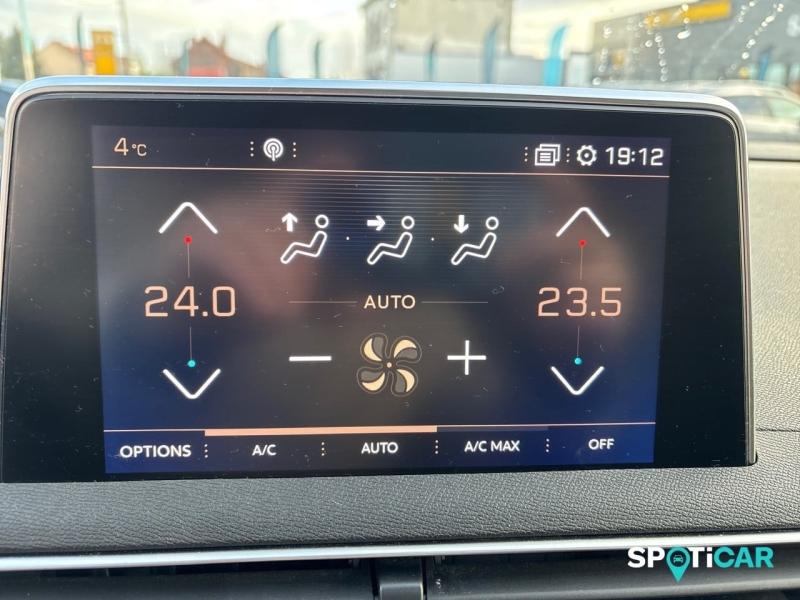 4°C 19:12
24.0 AUTO 23.5
OPTIONS A/C AUTO A/C MAX OFF
SPOTiCAR